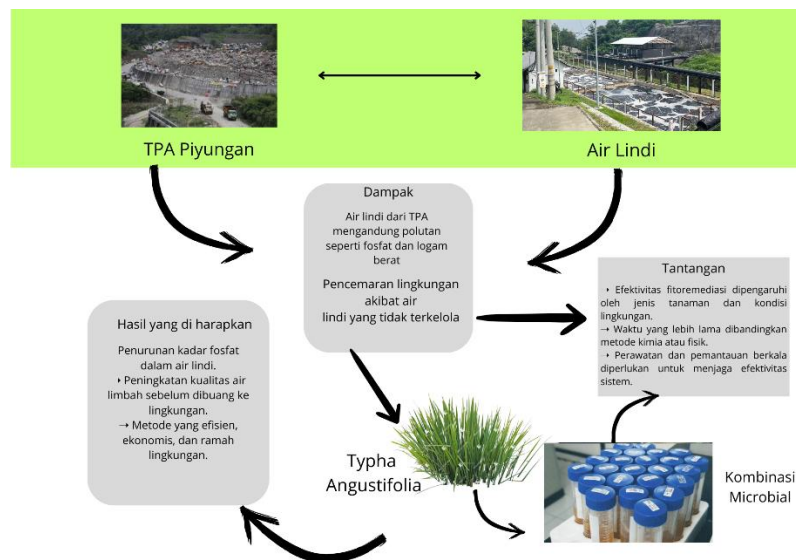 TPA Piyungan
Air Lindi
Dampak
Air lindi dari TPA
mengandung polutan
seperti fosfat dan logam
berat
Pencemaran lingkungan
akibat air
lindi yang tidak terkelola
Tantangan
‣ Efektivitas fitoremediasi dipengaruhi
oleh jenis tanaman dan kondisi
lingkungan.
→ Waktu yang lebih lama dibandingkan
metode kimia atau fisik.
→ Perawatan dan pemantauan berkala
diperlukan untuk menjaga efektivitas
sistem.
Hasil yang di harapkan
Penurunan kadar fosfat
dalam air lindi.
‣ Peningkatan kualitas air
limbah sebelum dibuang ke
lingkungan.
→ Metode yang efisien,
ekonomis, dan ramah
lingkungan.
Typha
Angustifolia
Kombinasi
Microbial